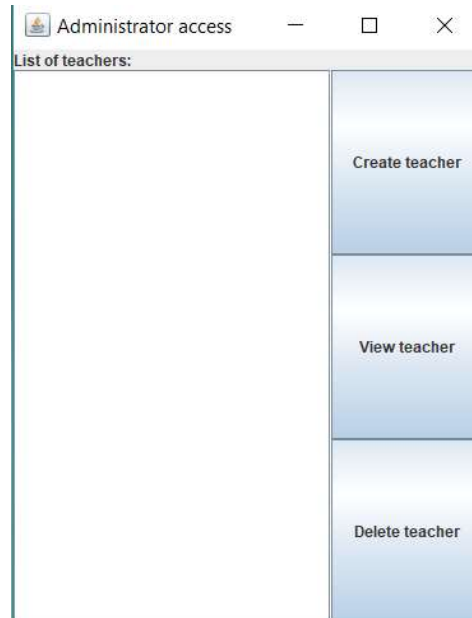 Administrator access
List of teachers:
Create teacher
View teacher
Delete teacher